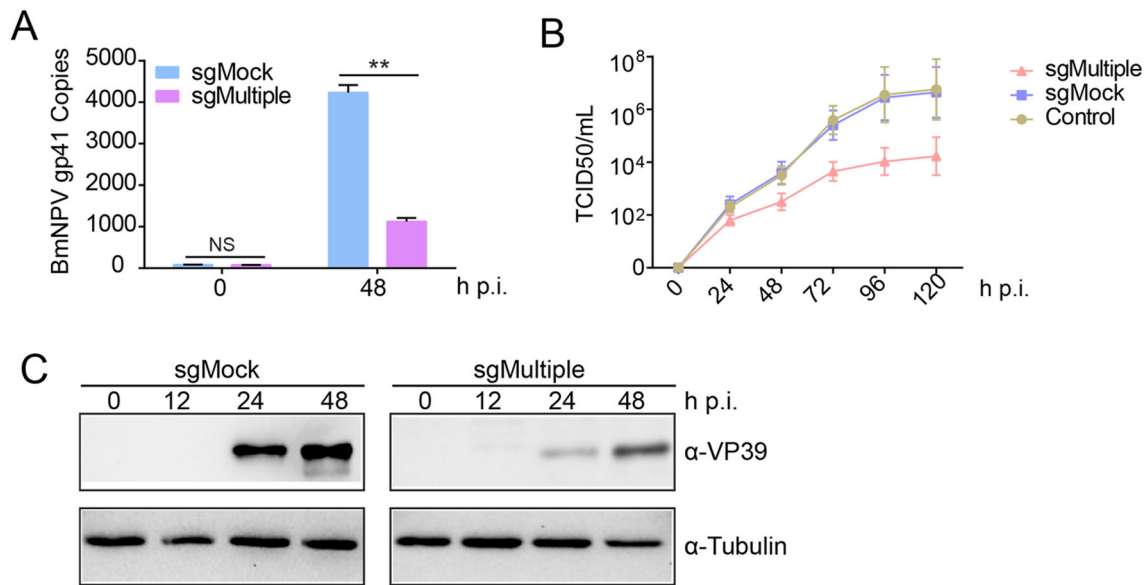 A
BmNPV gp41 Copies
5000
4000
3000
2000
1000
0
sgMock
sgMultiple
NS
**
0 48 h p.i.
B
TCID50/mL
10^8
10^6
10^4
10^2
0
0 24 48 72 96 120 h p.i.
sgMultiple
sgMock
Control
C
sgMock sgMultiple
0 12 24 48 0 12 24 48 h p.i.
α-VP39
α-Tubulin